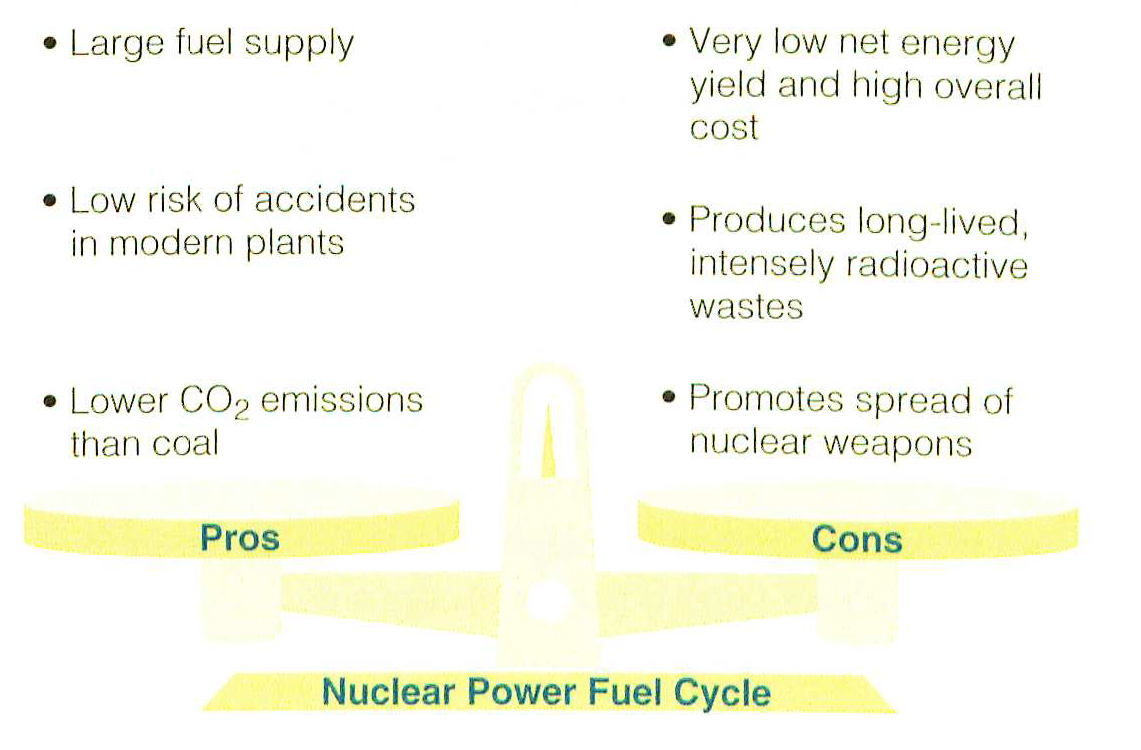 • Large fuel supply
• Low risk of accidents
in modern plants
• Lower CO₂ emissions
than coal
Pros
• Very low net energy
yield and high overall
cost
• Produces long-lived,
intensely radioactive
wastes
• Promotes spread of
nuclear weapons
Cons
Nuclear Power Fuel Cycle